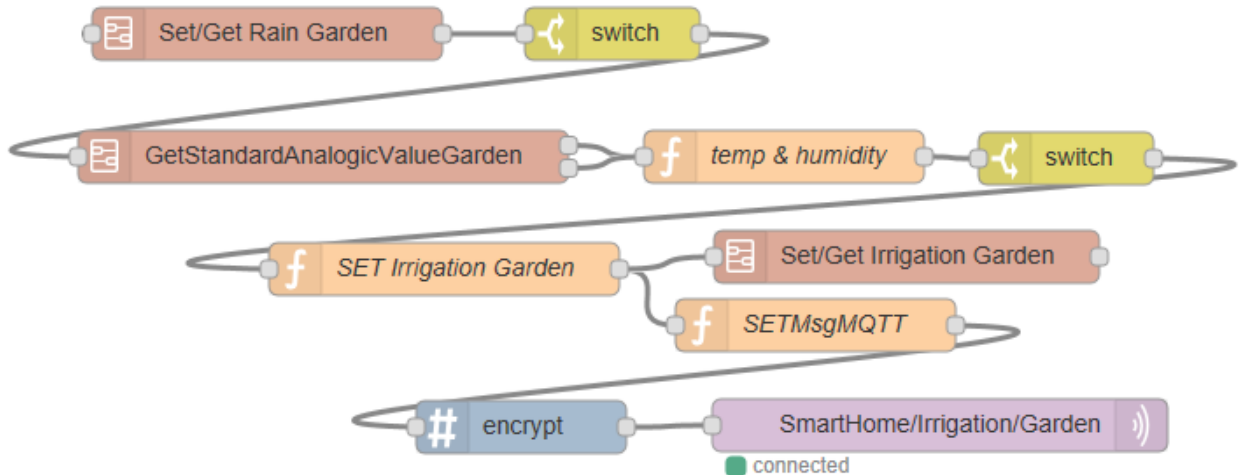 Set/Get Rain Garden
switch
GetStandardAnalogicValueGarden
temp & humidity
switch
SET Irrigation Garden
Set/Get Irrigation Garden
SETMsgMQTT
encrypt
SmartHome/Irrigation/Garden
connected